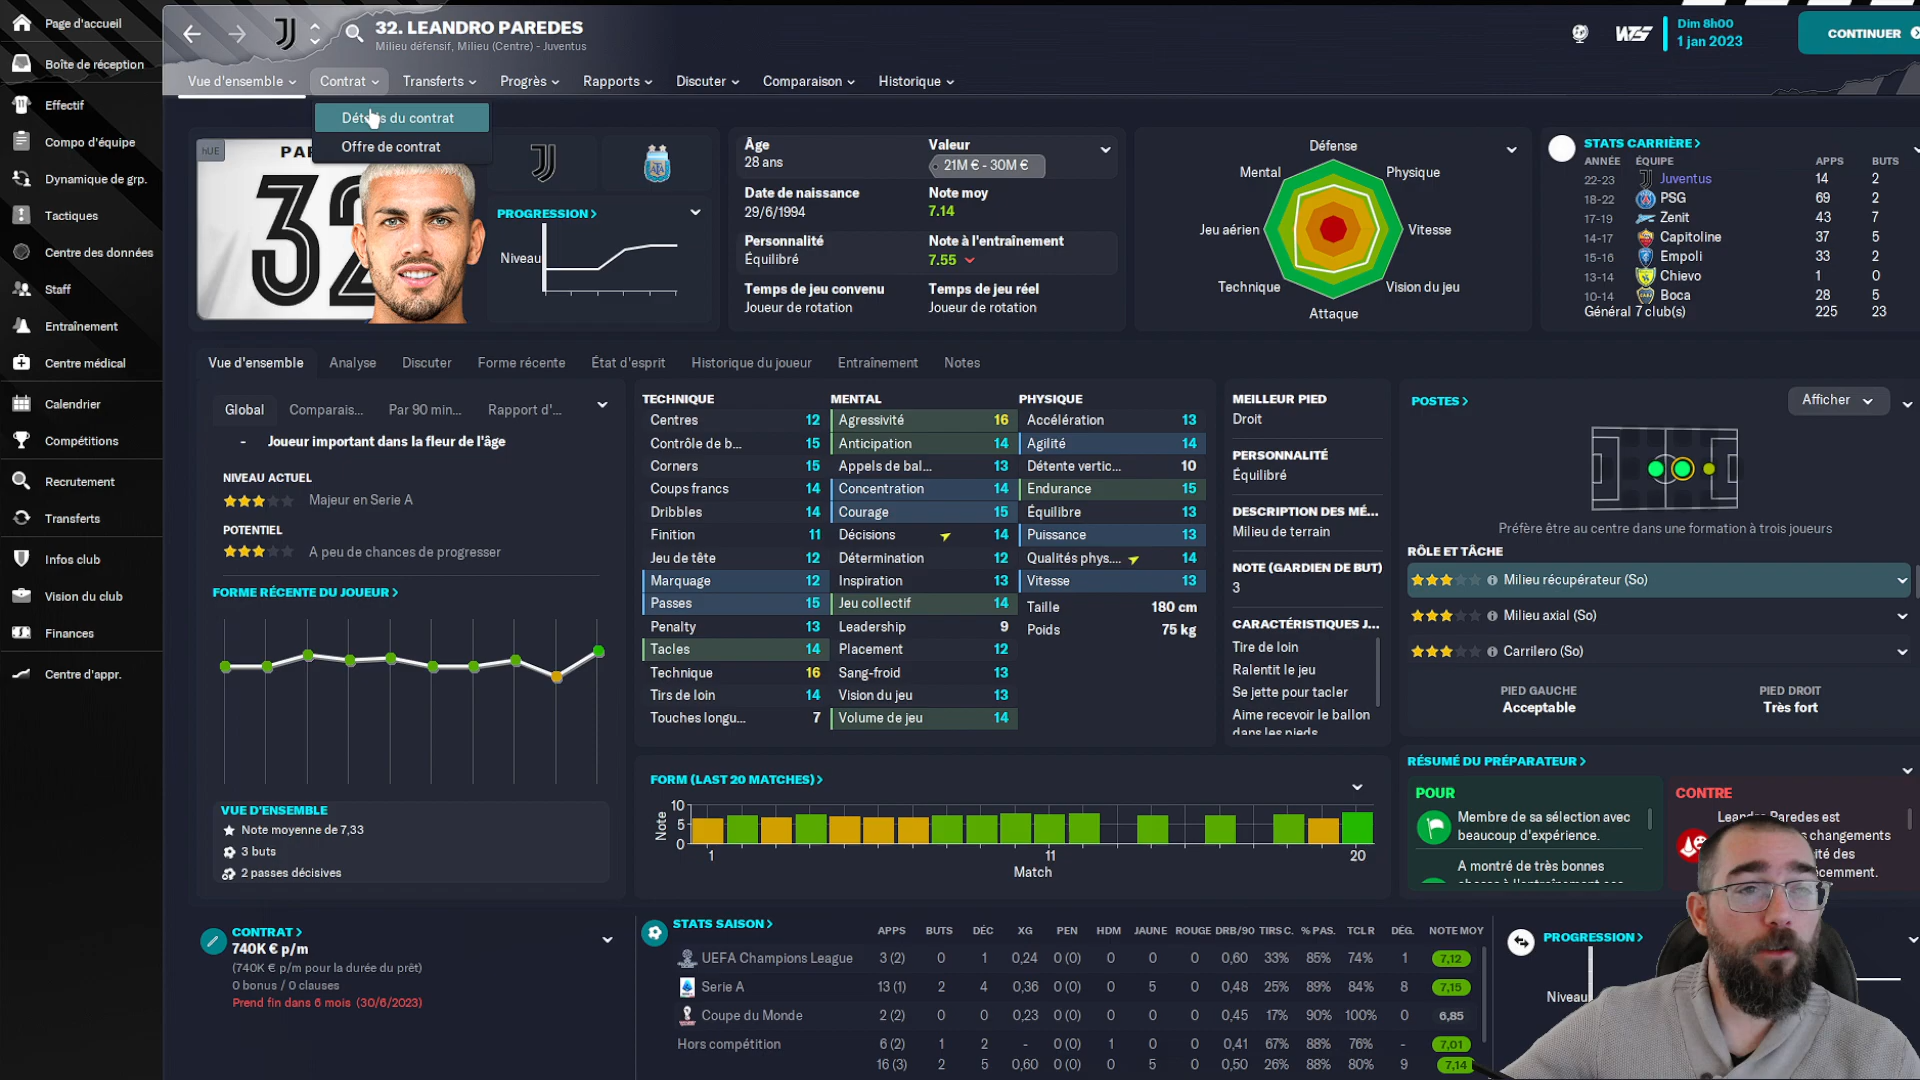 Page d'accueil
Boîte de réception
Effectif
Compo d'équipe
Dynamique de grp.
Tactiques
Centre des données
Staff
Entraînement
Centre médical
Calendrier
Compétitions
Recrutement
Transferts
Infos club
Vision du club
Finances
Centre d'appr.
32. LEANDRO PAREDES
Milieu défensif, Milieu (Centre) - Juventus
Dim 8h00
1 jan 2023
CONTINUER
Vue d'ensemble Contrat Transferts Progrès Rapports Discuter Comparaison Historique
Détails du contrat
Offre de contrat
32
PROGRESSION
Niveau
Âge
28 ans
Date de naissance
29/6/1994
Personnalité
Équilibré
Temps de jeu convenu
Joueur de rotation
Valeur
21M € - 30M €
Note moy
7.14
Note à l'entraînement
7.55
Temps de jeu réel
Joueur de rotation
Défense
Physique
Vitesse
Vision du jeu
Attaque
Technique
Jeu aérien
Mental
STATS CARRIÈRE
ANNÉE ÉQUIPE APPS BUTS
22-23 Juventus 14 2
18-22 PSG 69 2
17-19 Zenit 43 7
14-17 Capitoline 37 5
15-16 Empoli 33 2
13-14 Chievo 1 0
10-14 Boca 28 5
Général 7 club(s) 225 23
Vue d'ensemble Analyse Discuter Forme récente État d'esprit Historique du joueur Entraînement Notes
Global Comparais... Par 90 min... Rapport d'...
- Joueur important dans la fleur de l'âge
NIVEAU ACTUEL
Majeur en Serie A
POTENTIEL
A peu de chances de progresser
FORME RÉCENTE DU JOUEUR
VUE D'ENSEMBLE
Note moyenne de 7,33
3 buts
2 passes décisives
TECHNIQUE
Centres 12
Contrôle de b... 15
Corners 15
Coups francs 14
Dribbles 14
Finition 11
Jeu de tête 12
Marquage 12
Passes 15
Penalty 13
Tacles 14
Technique 16
Tirs de loin 14
Touches longu... 7
MENTAL
Agressivité 16
Anticipation 14
Appels de bal... 13
Concentration 14
Courage 15
Décisions 14
Détermination 12
Inspiration 13
Jeu collectif 14
Leadership 9
Placement 12
Sang-froid 13
Vision du jeu 13
Volume de jeu 14
PHYSIQUE
Accélération 13
Agilité 14
Détente vertic... 10
Endurance 15
Équilibre 13
Puissance 13
Qualités phys.... 14
Vitesse 13
Taille 180 cm
Poids 75 kg
MEILLEUR PIED
Droit
PERSONNALITÉ
Équilibré
DESCRIPTION DES MÉ...
Milieu de terrain
NOTE (GARDIEN DE BUT)
3
CARACTÉRISTIQUES J...
Tire de loin
Ralentit le jeu
Se jette pour tacler
Aime recevoir le ballon
dans les pieds
POSTES
Afficher
Préfère être au centre dans une formation à trois joueurs
RÔLE ET TÂCHE
Milieu récupérateur (So)
Milieu axial (So)
Carrilero (So)
PIED GAUCHE
Acceptable
PIED DROIT
Très fort
FORM (LAST 20 MATCHES)
Note
10
5
0
1 11 20
Match
RÉSUMÉ DU PRÉPARATEUR
POUR
Membre de sa sélection avec
beaucoup d'expérience.
A montré de très bonnes
CONTRE
Leandro Paredes est
changements
ité des
écemment.
CONTRAT
740K € p/m
(740K € p/m pour la durée du prêt)
0 bonus / 0 clauses
Prend fin dans 6 mois (30/6/2023)
STATS SAISON
APPS BUTS DÉC XG PEN HDM JAUNE ROUGE DRB/90 TIRS C. % PAS. TCL R DÉG. NOTE MOY
UEFA Champions League 3 (2) 0 1 0,24 0 (0) 0 0 0 0,60 33% 85% 74% 1 7,12
Serie A 13 (1) 2 4 0,36 0 (0) 0 5 0 0,48 25% 89% 84% 8 7,15
Coupe du Monde 2 (2) 0 0 0,23 0 (0) 0 0 0 0,45 17% 90% 100% 0 6,85
Hors compétition 6 (2) 1 2 - 0 (0) 1 0 0 0,41 67% 88% 76% - 7,01
16 (3) 2 5 0,60 0 (0) 0 5 0 0,50 26% 88% 80% 9 7,14
PROGRESSION
Niveau